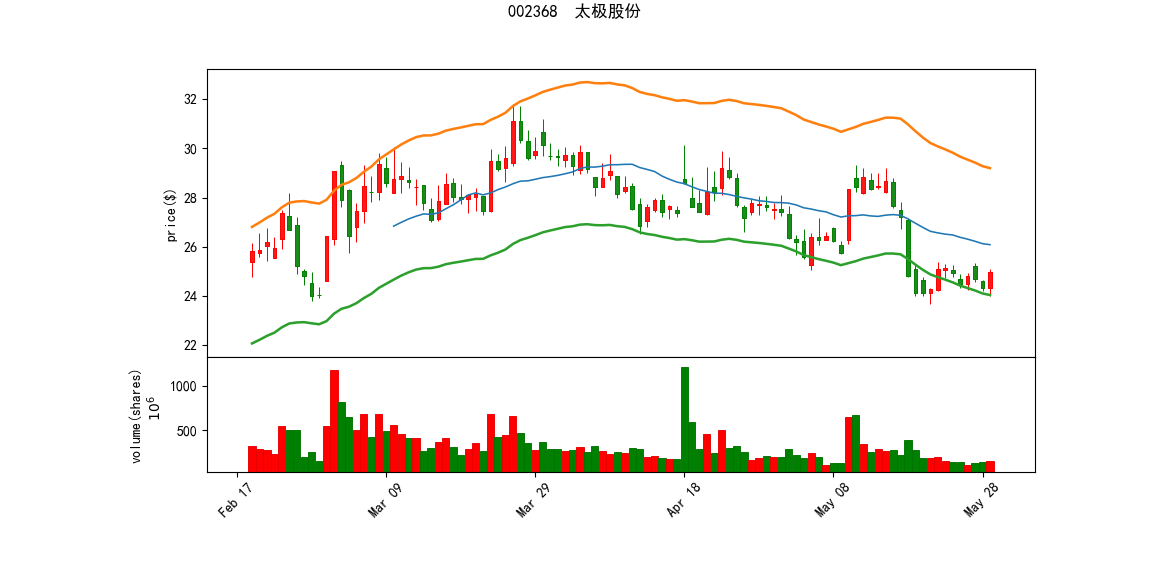 002368 太极股份
32
30
28
26
24
22
price($)
1000
500
volume(shares)
10^6
Feb 17
Mar 09
Mar 29
Apr 18
May 08
May 28